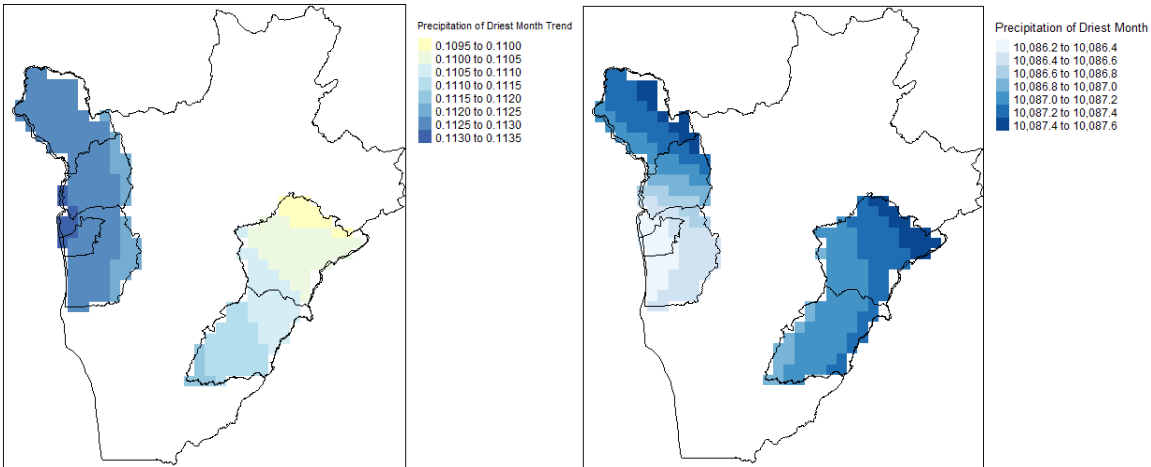 Precipitation of Driest Month Trend
0.1095 to 0.1100
0.1100 to 0.1105
0.1105 to 0.1110
0.1110 to 0.1115
0.1115 to 0.1120
0.1120 to 0.1125
0.1125 to 0.1130
0.1130 to 0.1135
Precipitation of Driest Month
10,086.2 to 10,086.4
10,086.4 to 10,086.6
10,086.6 to 10,086.8
10,086.8 to 10,087.0
10,087.0 to 10,087.2
10,087.2 to 10,087.4
10,087.4 to 10,087.6